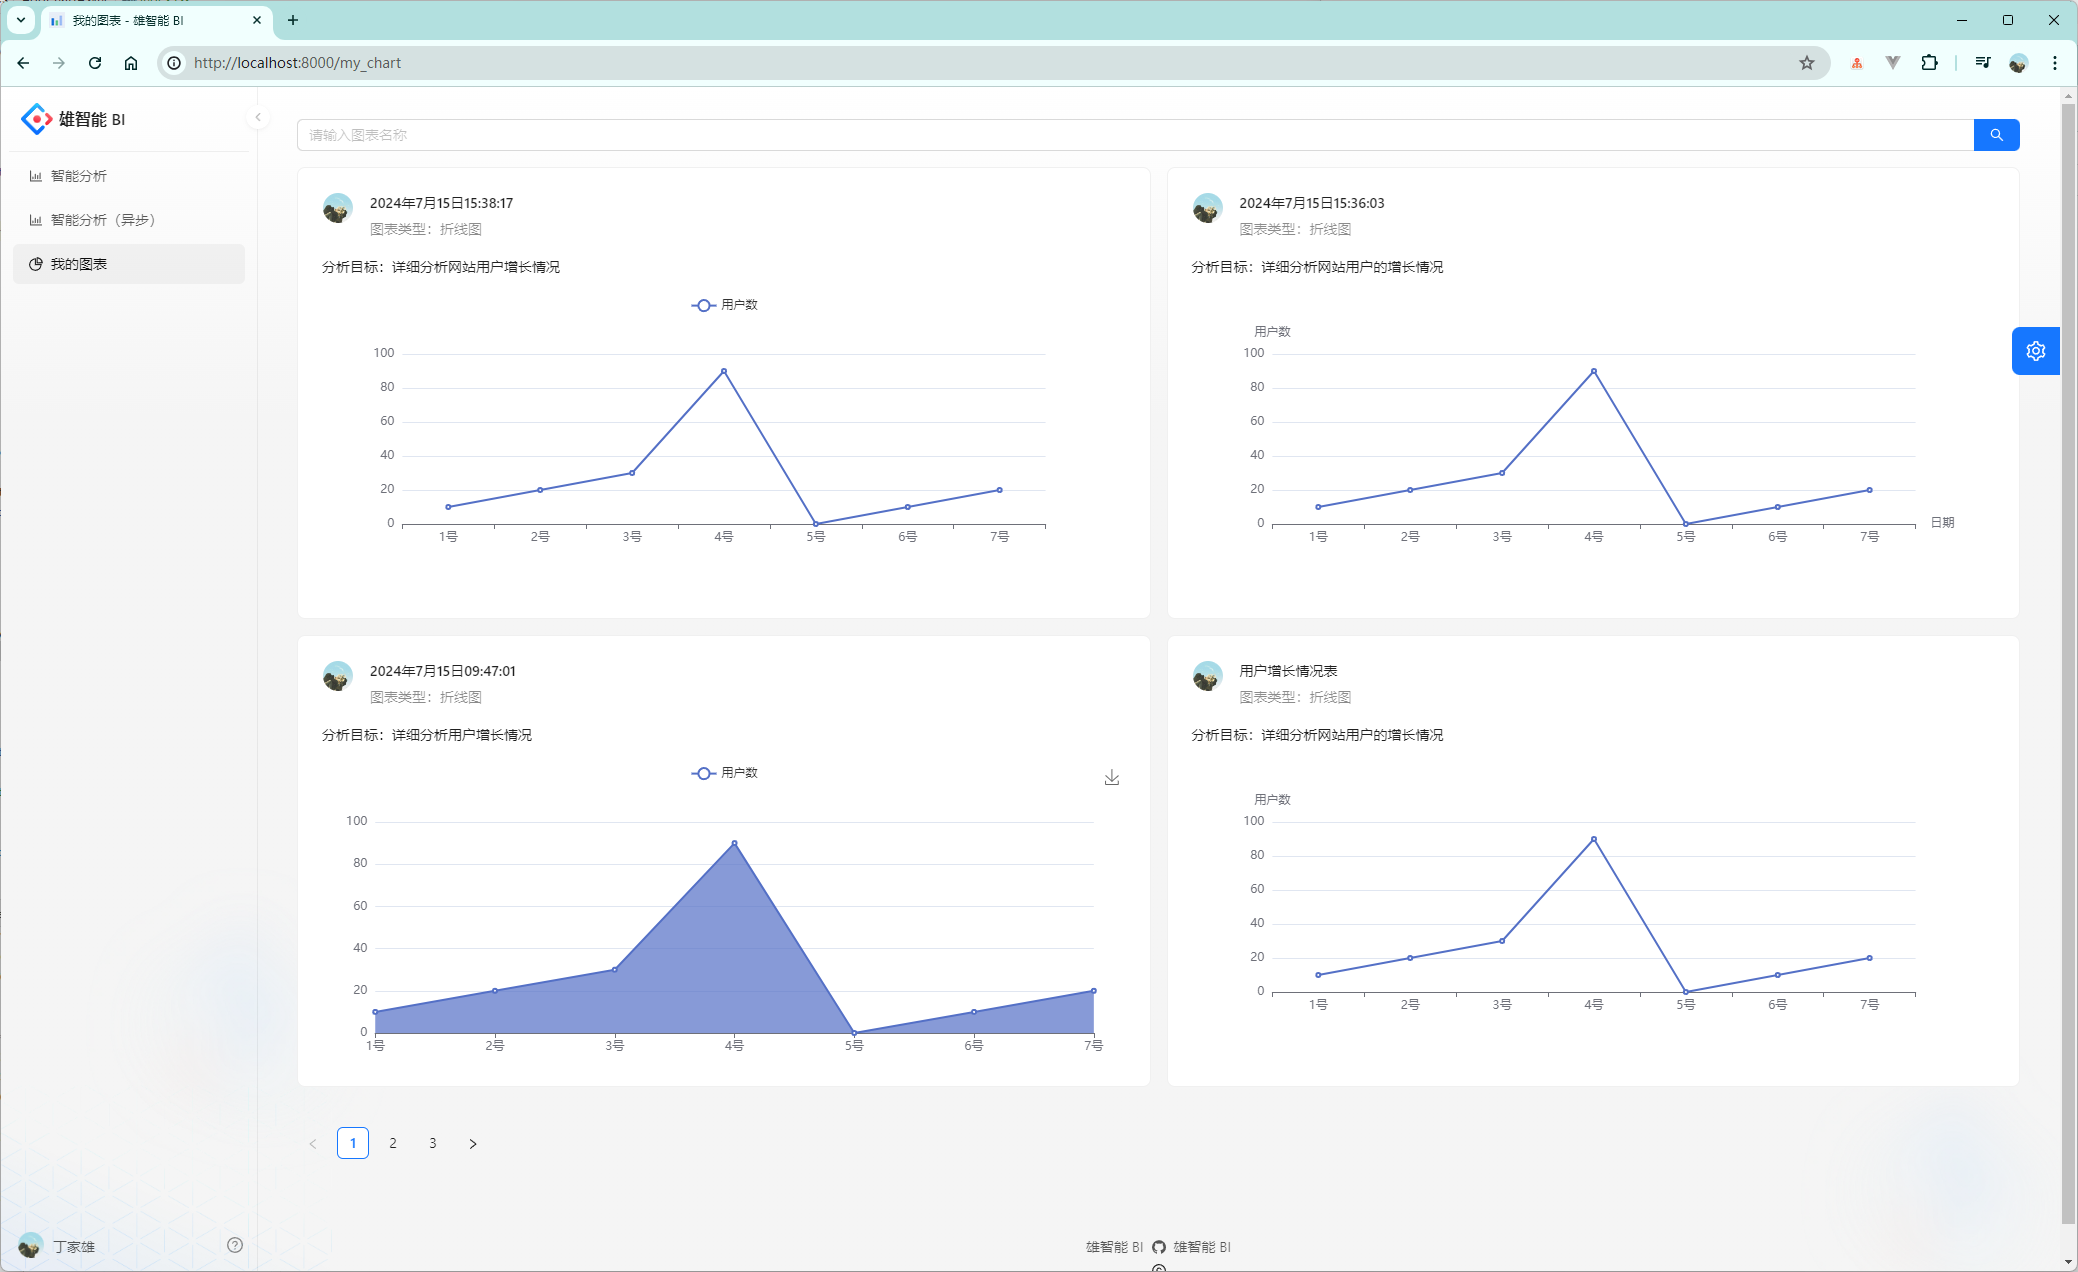 我的图表 - 雄智能 BI
http://localhost:8000/my_chart
雄智能 BI
智能分析
智能分析（异步）
我的图表
请输入图表名称
2024年7月15日15:38:17
图表类型：折线图
分析目标：详细分析网站用户增长情况
用户数
100
80
60
40
20
0
1号 2号 3号 4号 5号 6号 7号
2024年7月15日15:36:03
图表类型：折线图
分析目标：详细分析网站用户的增长情况
用户数
100
80
60
40
20
0
日期
1号 2号 3号 4号 5号 6号 7号
2024年7月15日09:47:01
图表类型：折线图
分析目标：详细分析用户增长情况
用户数
100
80
60
40
20
0
1号 2号 3号 4号 5号 6号 7号
用户增长情况表
图表类型：折线图
分析目标：详细分析网站用户的增长情况
用户数
100
80
60
40
20
0
1号 2号 3号 4号 5号 6号 7号
1 2 3
丁家雄
雄智能 BI 雄智能 BI